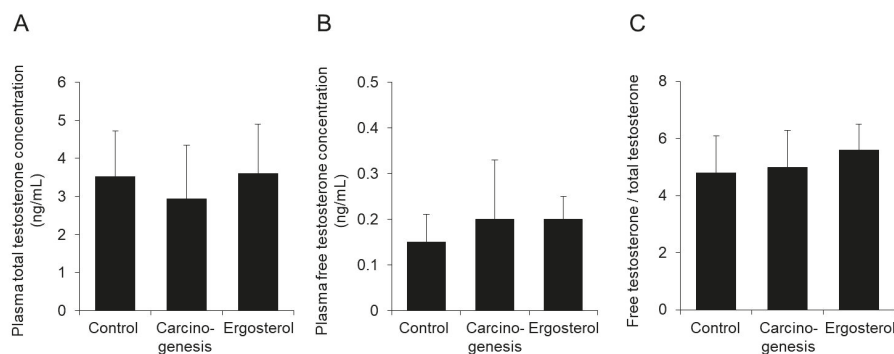 A
Plasma total testosterone concentration
(ng/mL)
6
5
4
3
2
1
0
Control
Carcino-
genesis
Ergosterol
B
Plasma free testosterone concentration
(ng/mL)
0.5
0.4
0.3
0.2
0.1
0
Control
Carcino-
genesis
Ergosterol
C
Free testosterone / total testosterone
8
6
4
2
0
Control
Carcino-
genesis
Ergosterol